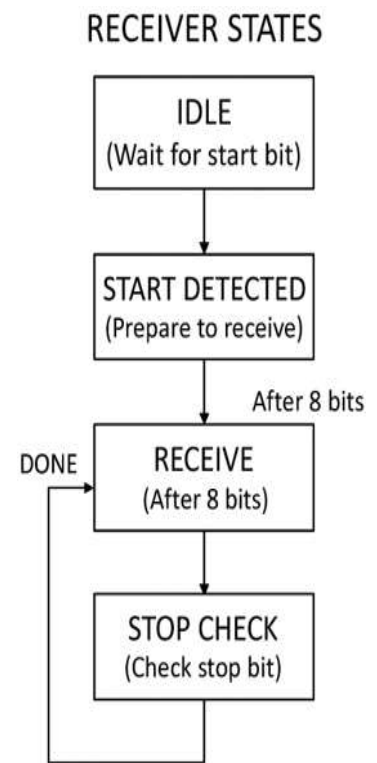 RECEIVER STATES
IDLE
(Wait for start bit)
START DETECTED
(Prepare to receive)
After 8 bits
DONE
RECEIVE
(After 8 bits)
STOP CHECK
(Check stop bit)